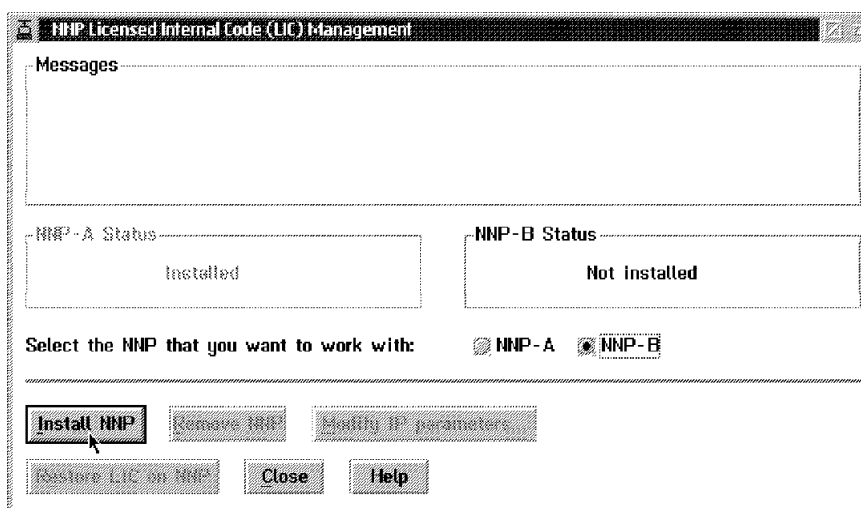 NNP Licensed Internal Code (LIC) Management
Messages
NNP-A Status
NNP-B Status
Installed
Not installed
Select the NNP that you want to work with:
NNP-A
NNP-B
Install NNP
Remove NNP
Modify IP parameters...
Restore LIC on NNP
Close
Help